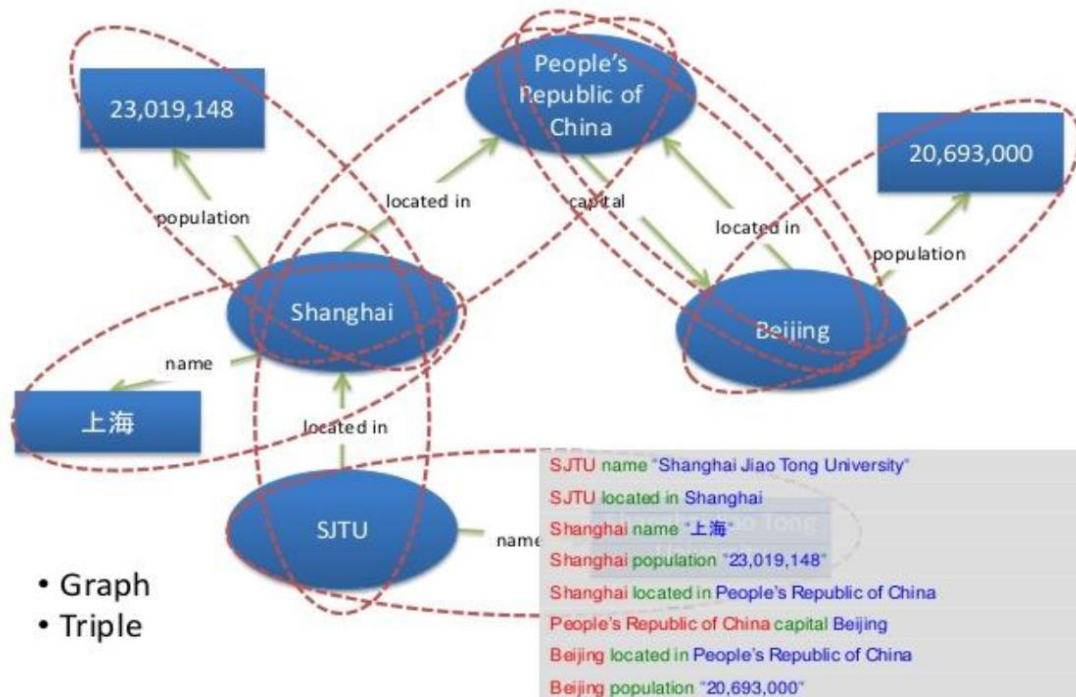 People's
Republic of
China
23,019,148
20,693,000
located in
population
capital
located in
population
Shanghai
Beijing
name
上海
located in
SJTU
name
• Graph
• Triple
SJTU name "Shanghai Jiao Tong University"
SJTU located in Shanghai
Shanghai name "上海"
Shanghai population "23,019,148"
Shanghai located in People's Republic of China
People's Republic of China capital Beijing
Beijing located in People's Republic of China
Beijing population "20,693,000"